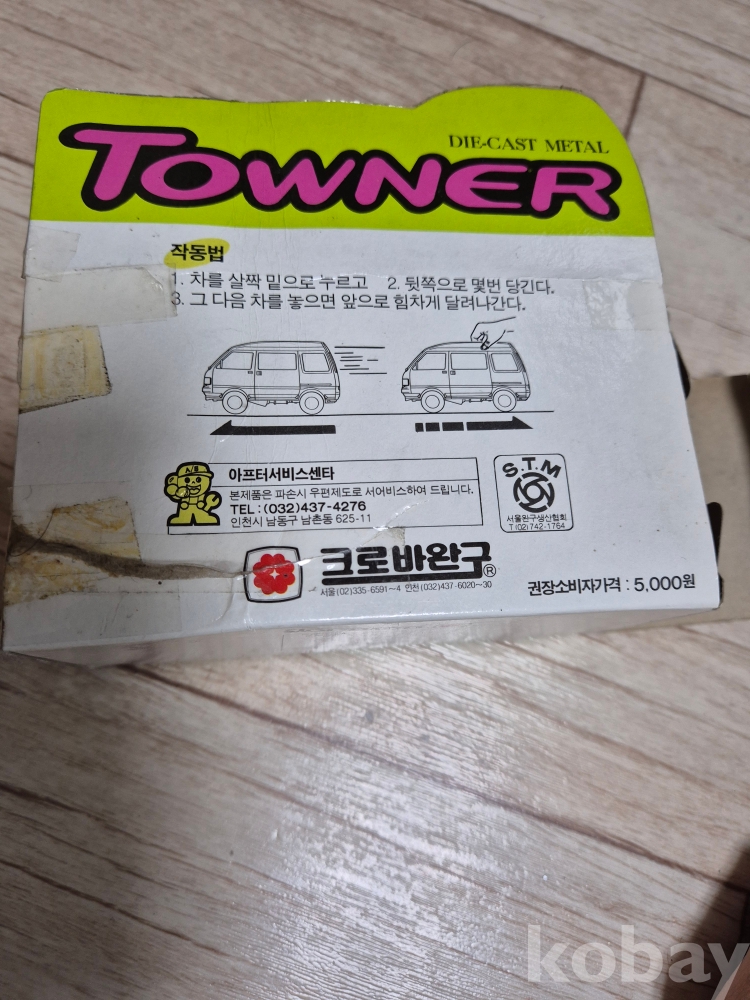 DIE-CAST METAL
TOWNER
작동법
1. 차를 살짝 밑으로 누르고 2. 뒷쪽으로 몇번 당긴다.
3. 그 다음 차를 놓으면 앞으로 힘차게 달려나간다.
A/S
아프터서비스센타
본제품은 파손시 우편제도로 서어비스하여 드립니다.
TEL : (032)437-4276
인천시 남동구 남촌동 625-11
S.T.M
서울완구생산협회
T (02) 742-1764
크로바완구®
서울(02)335-6591~4 인천(032)437-6020~30
권장소비자가격 : 5,000원
kobay